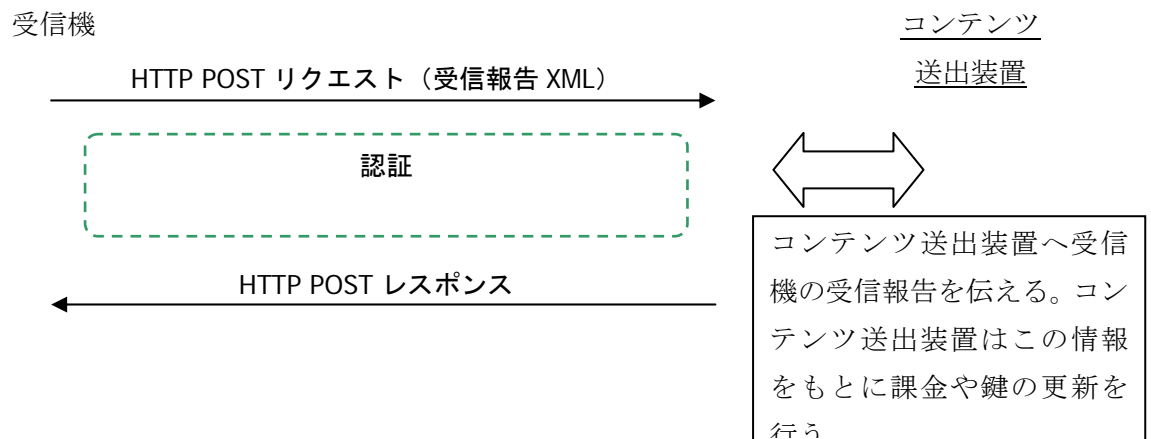 受信機
コンテンツ
送出装置
HTTP POST リクエスト（受信報告 XML）
認証
HTTP POST レスポンス
コンテンツ送出装置へ受信
機の受信報告を伝える。コン
テンツ送出装置はこの情報
をもとに課金や鍵の更新を
行う